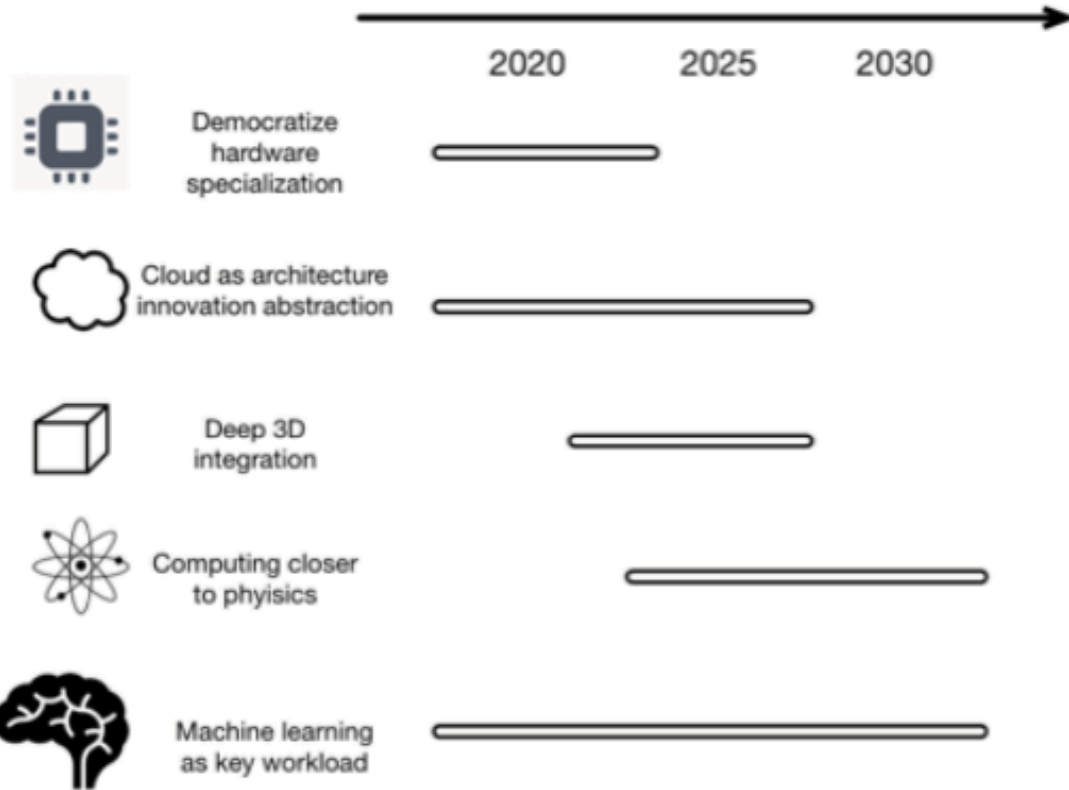 2020 2025 2030
Democratize
hardware
specialization
Cloud as architecture
innovation abstraction
Deep 3D
integration
Computing closer
to phyisics
Machine learning
as key workload